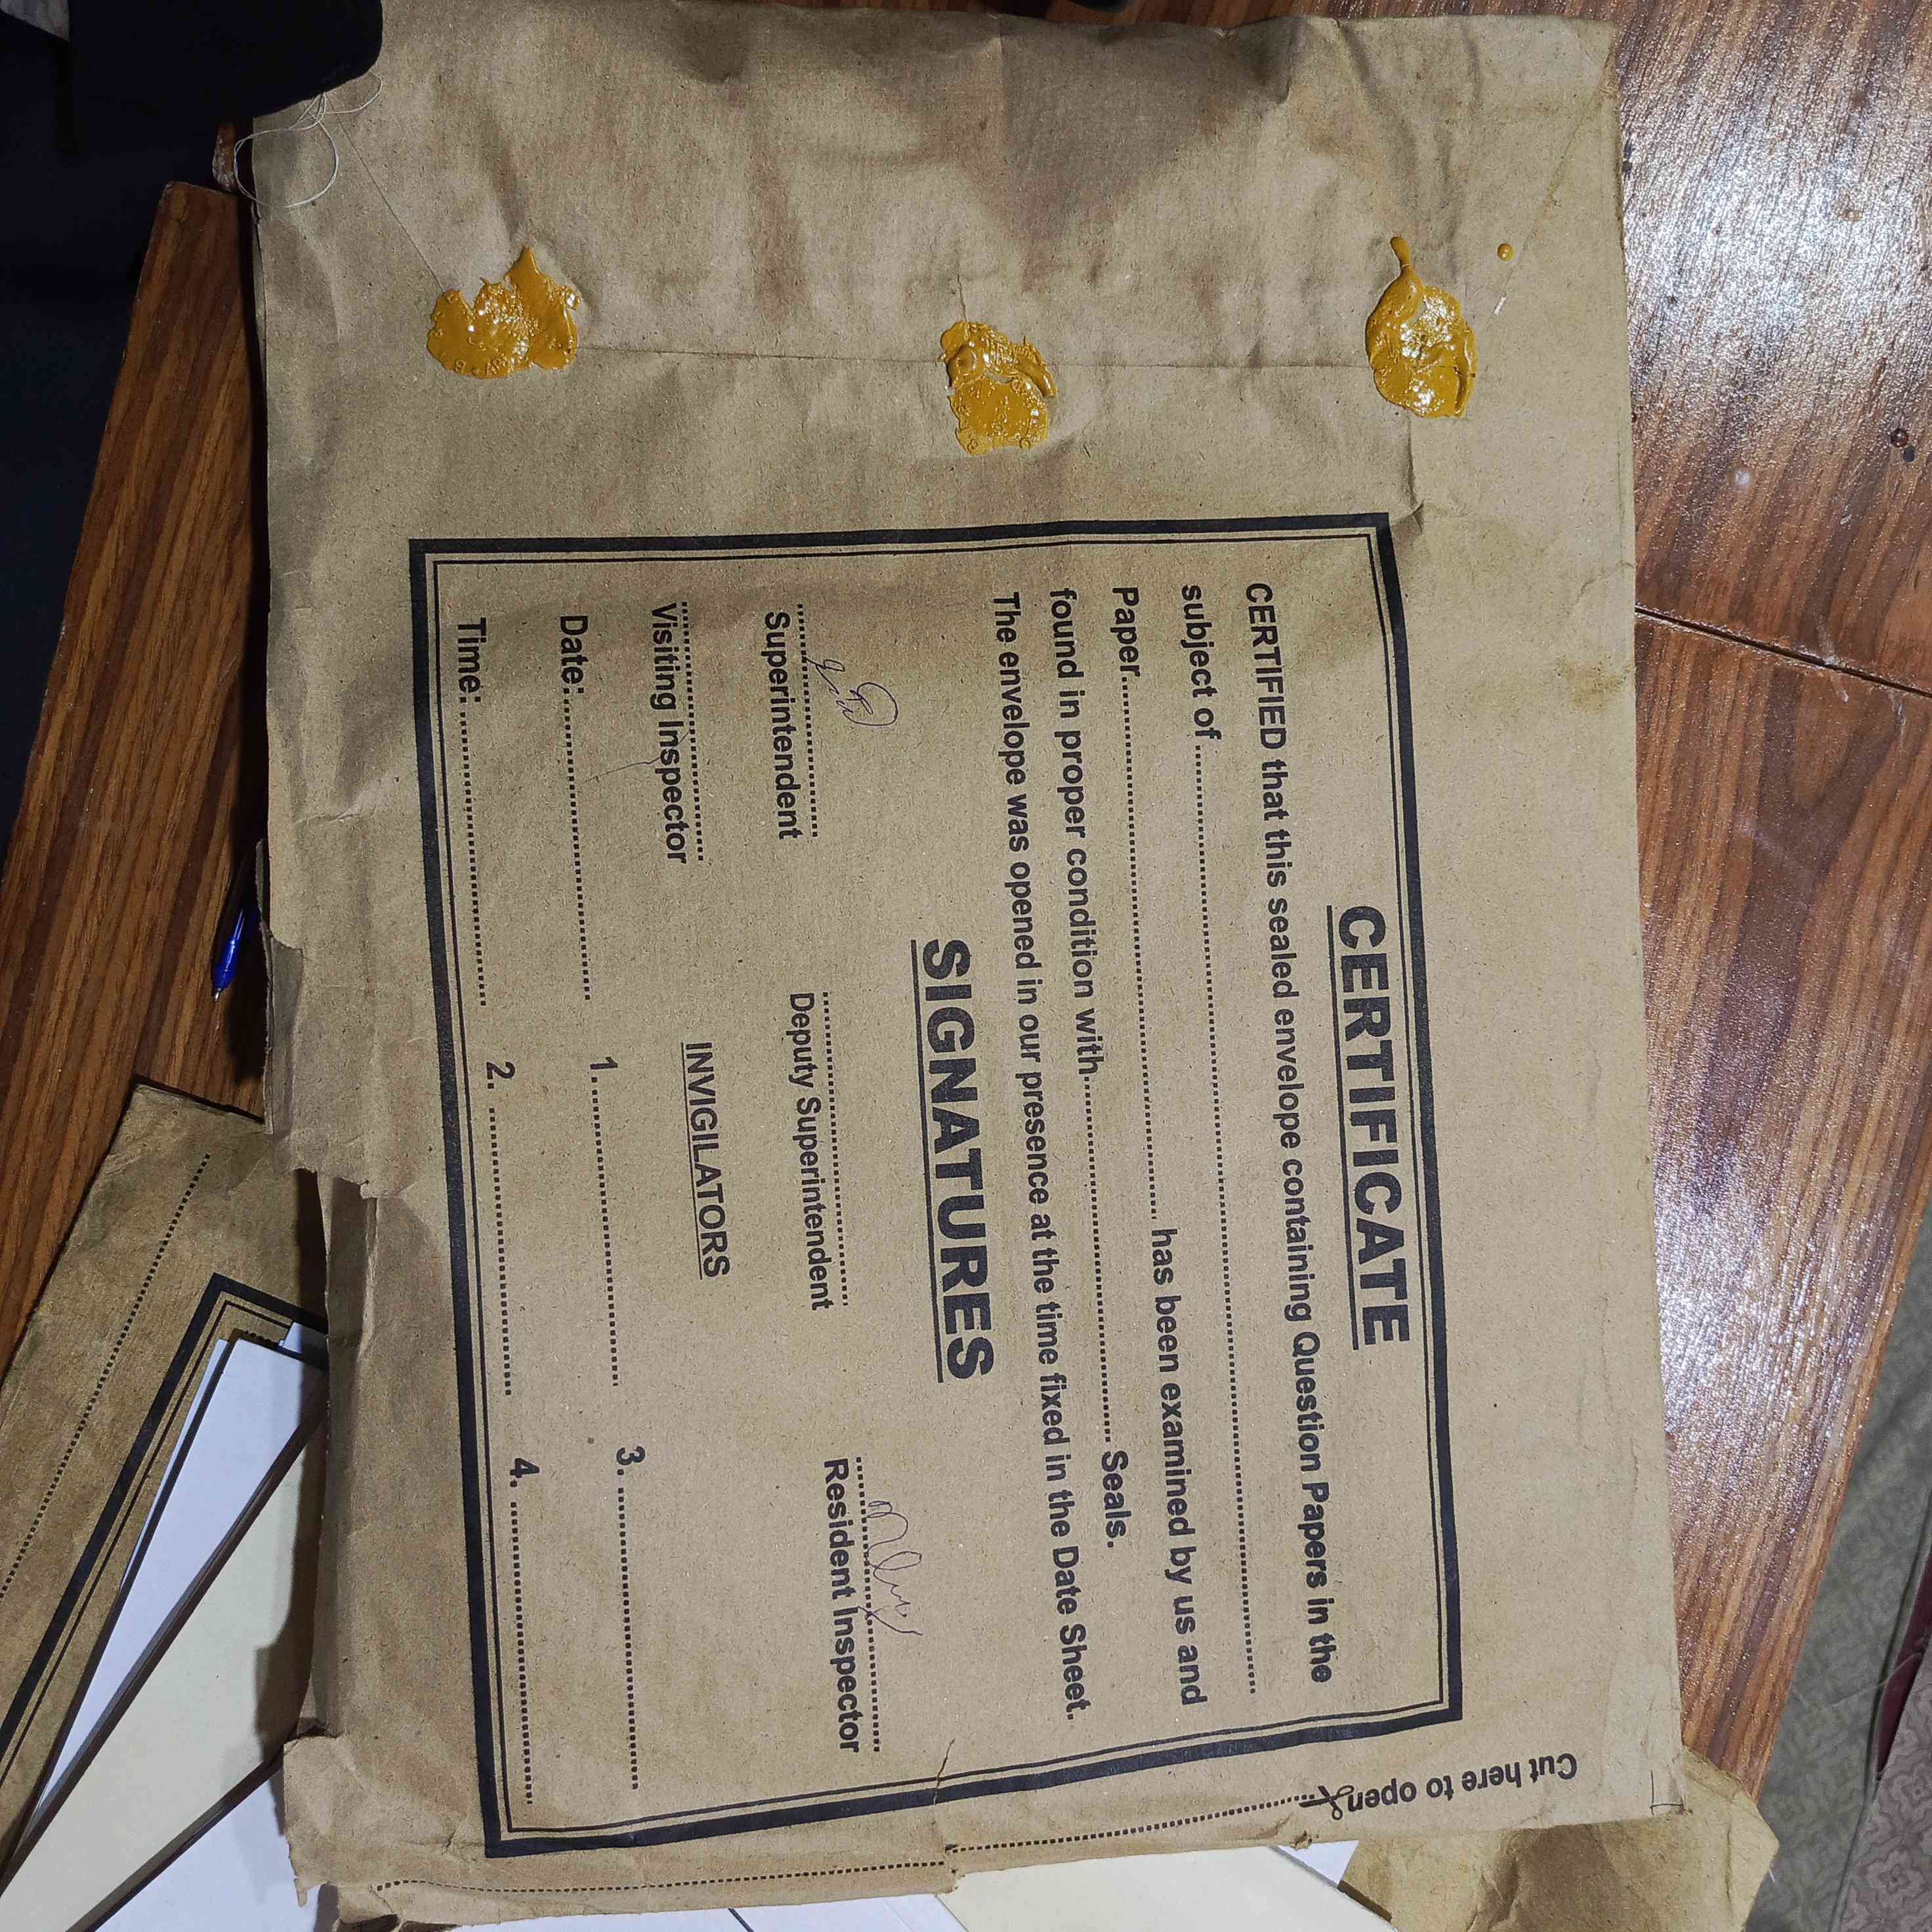 CERTIFICATE
CERTIFIED that this sealed envelope containing Question Papers in the
subject of ........................................................................
Paper............................................................ has been examined by us and
found in proper condition with........................................ Seals.
The envelope was opened in our presence at the time fixed in the Date Sheet.
SIGNATURES
Superintendent Deputy Superintendent Resident Inspector
Visiting Inspector INVIGILATORS
Date:................................ 1................................ 3. ................................
Time: ................................ 2. ................................ 4. ................................
Cut here to open